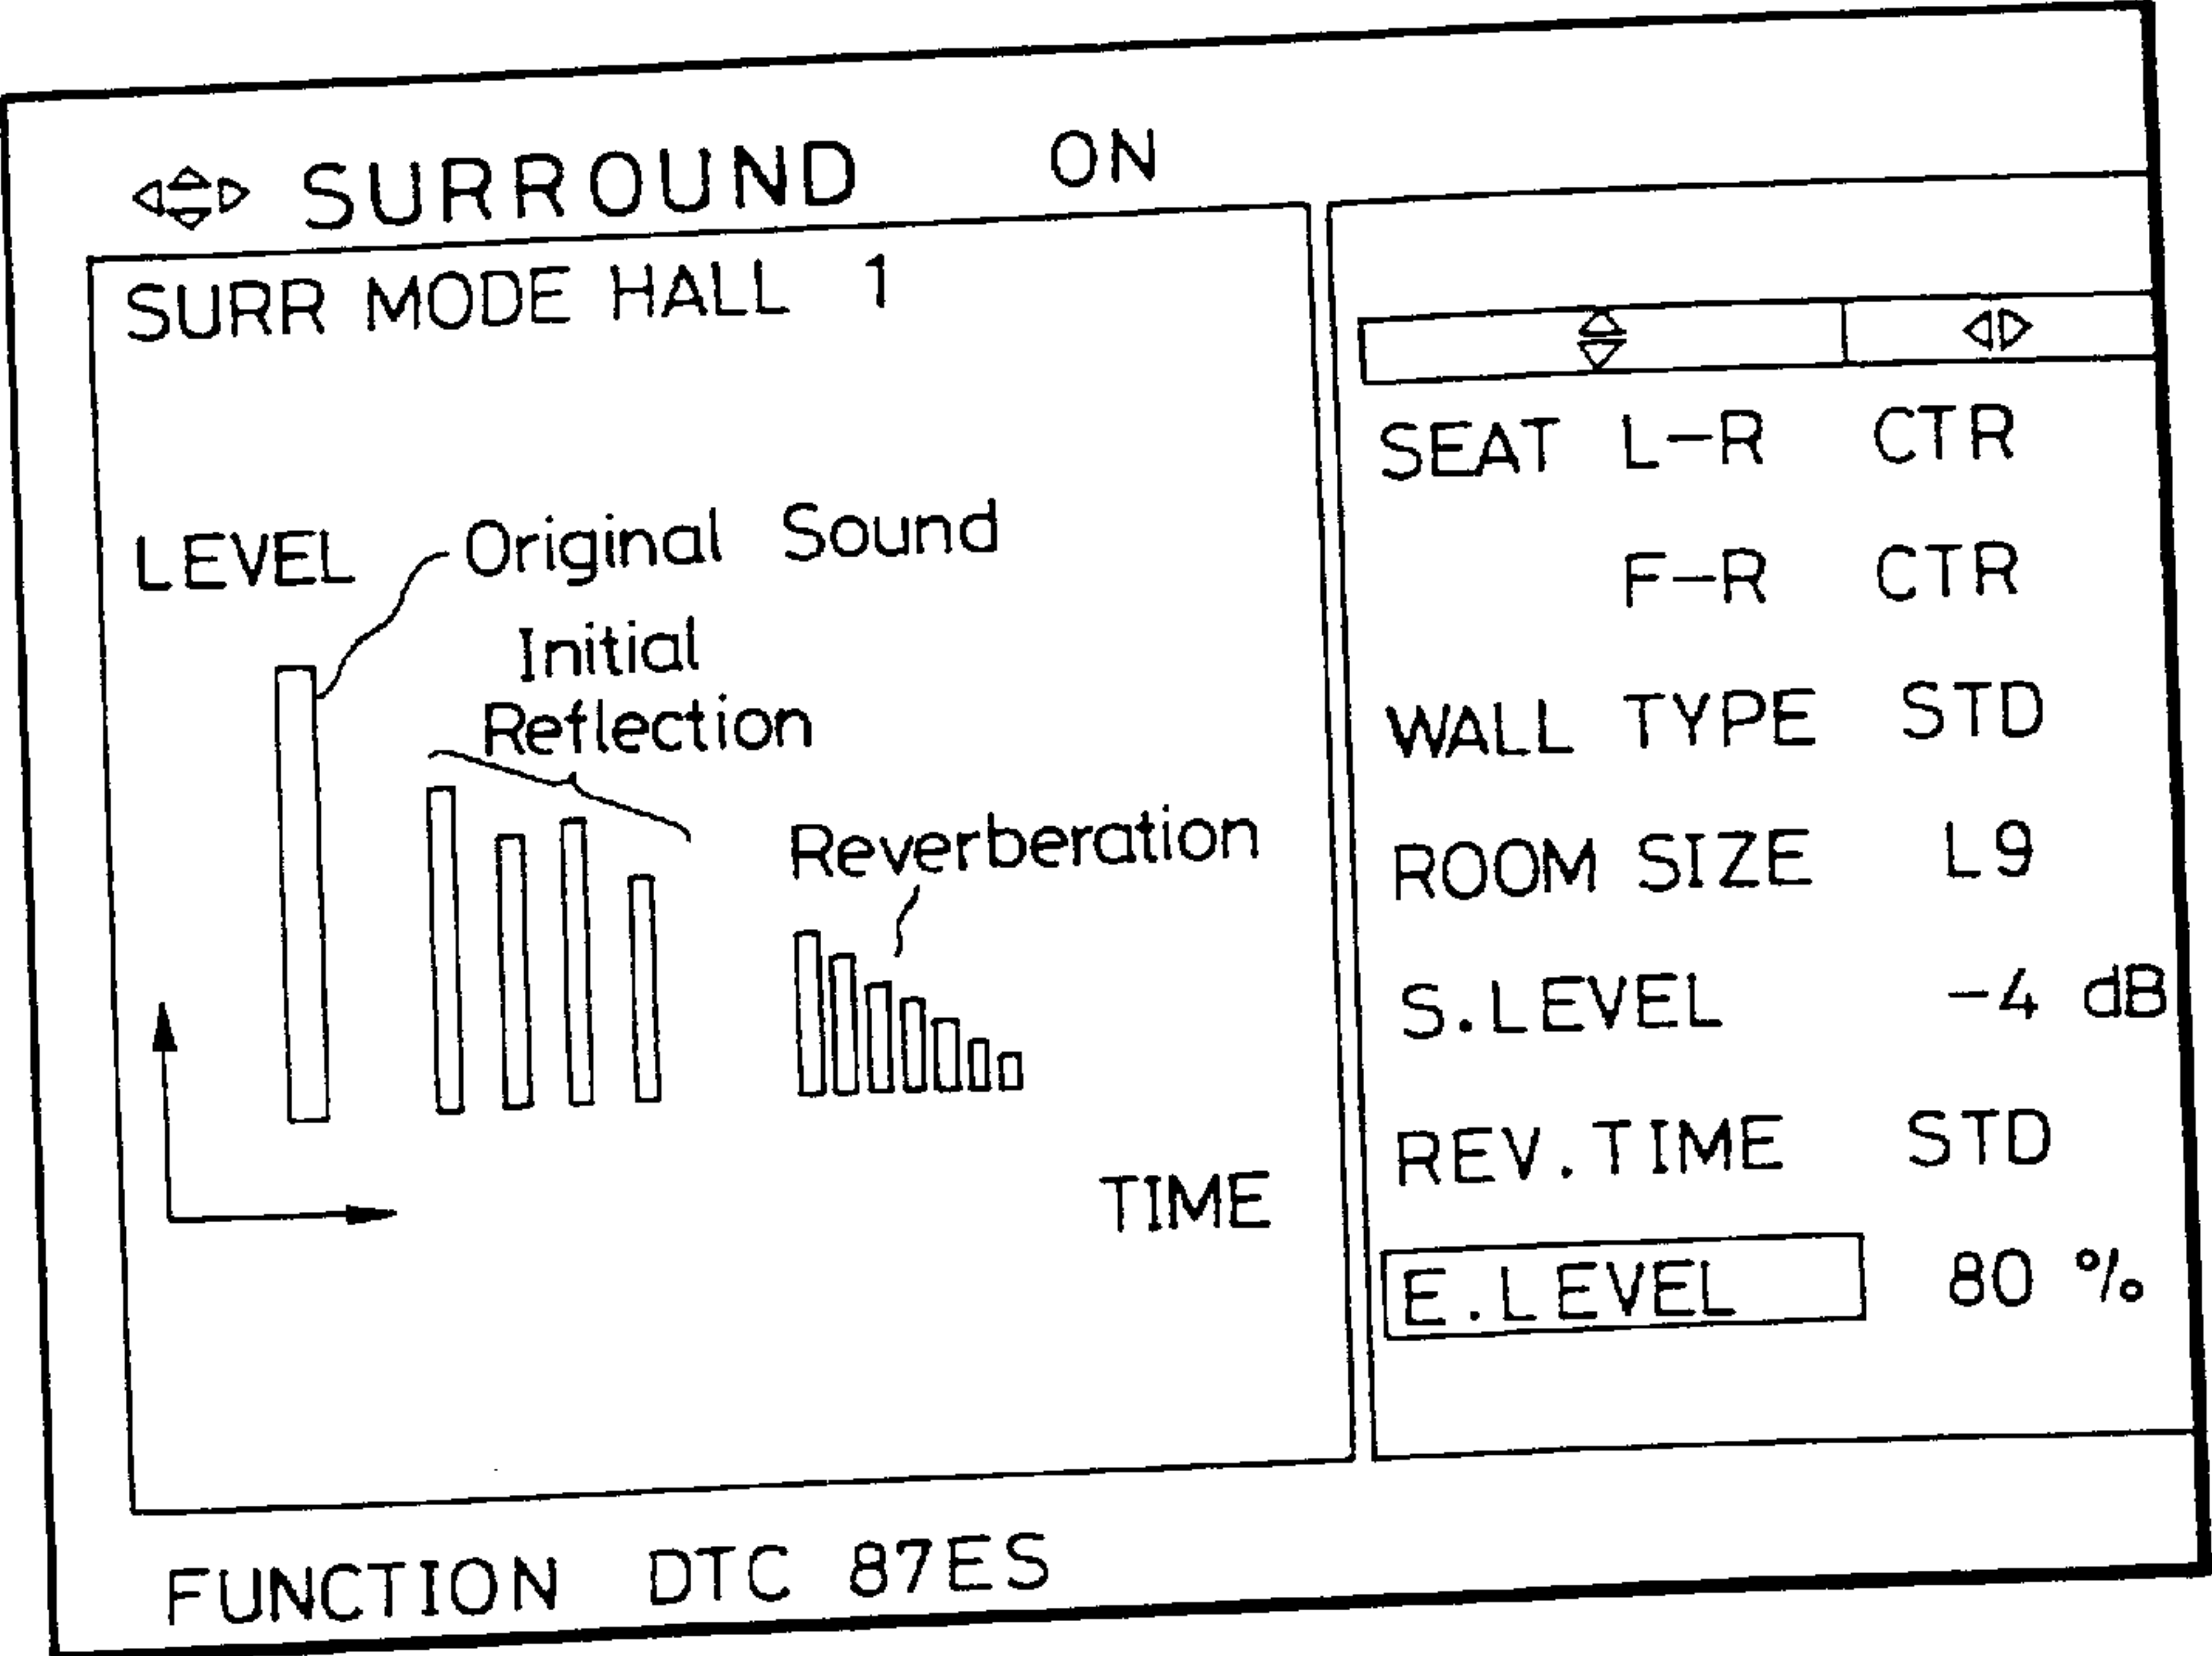 SURROUND ON
SURR MODE HALL 1
LEVEL
Original Sound
Initial
Reflection
Reverberation
TIME
SEAT L-R CTR
F-R CTR
WALL TYPE STD
ROOM SIZE L9
S.LEVEL -4 dB
REV.TIME STD
E.LEVEL 80 %
FUNCTION DTC 87ES